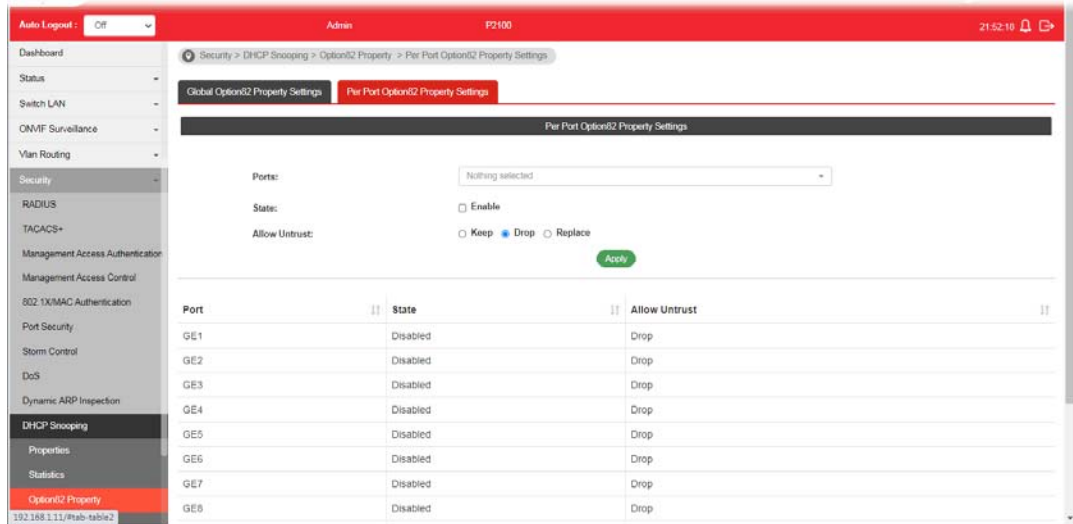 Auto Logout : Off Admin P2100 21:52:18
Dashboard
Status
Switch LAN
ONVIF Surveillance
Vlan Routing
Security
RADIUS
TACACS+
Management Access Authentication
Management Access Control
802.1X/MAC Authentication
Port Security
Storm Control
DoS
Dynamic ARP Inspection
DHCP Snooping
Properties
Statistics
Option82 Property
192.168.1.11/#tab-table2
Security > DHCP Snooping > Option82 Property > Per Port Option82 Property Settings
Global Option82 Property Settings Per Port Option82 Property Settings
Per Port Option82 Property Settings
Ports: Nothing selected
State: Enable
Allow Untrust: Keep Drop Replace
Apply
Port State Allow Untrust
GE1 Disabled Drop
GE2 Disabled Drop
GE3 Disabled Drop
GE4 Disabled Drop
GE5 Disabled Drop
GE6 Disabled Drop
GE7 Disabled Drop
GE8 Disabled Drop